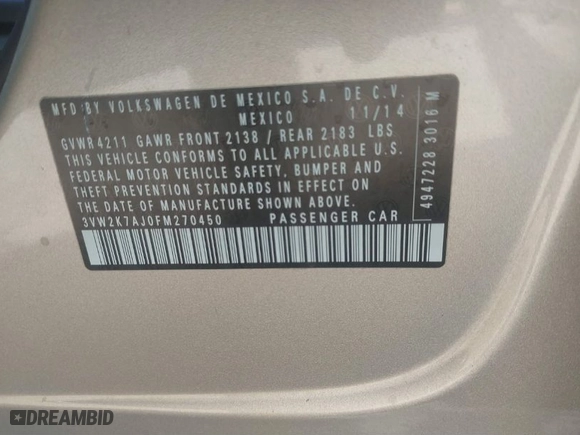 MFD BY VOLKSWAGEN DE MEXICO S.A. DE C.V.
MEXICO 11/14
GVWR 4211 GAWR FRONT 2138 / REAR 2183 LBS
THIS VEHICLE CONFORMS TO ALL APPLICABLE U.S.
FEDERAL MOTOR VEHICLE SAFETY, BUMPER AND
THEFT PREVENTION STANDARDS IN EFFECT ON
THE DATE OF MANUFACTURE SHOWN ABOVE.
3VW2K7AJ0FM270450 PASSENGER CAR
4947228 3016 M
DREAMBID